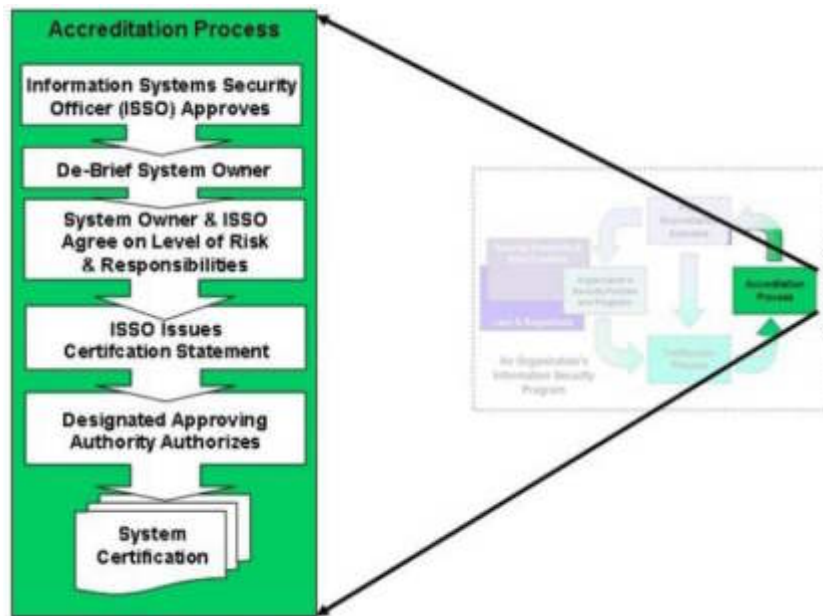 Accreditation Process
Information Systems Security
Officer (ISSO) Approves
De-Brief System Owner
System Owner & ISSO
Agree on Level of Risk
& Responsibilities
ISSO Issues
Certifcation Statement
Designated Approving
Authority Authorizes
System
Certification
Accreditation
Process
An Organization's
Information Security
Program